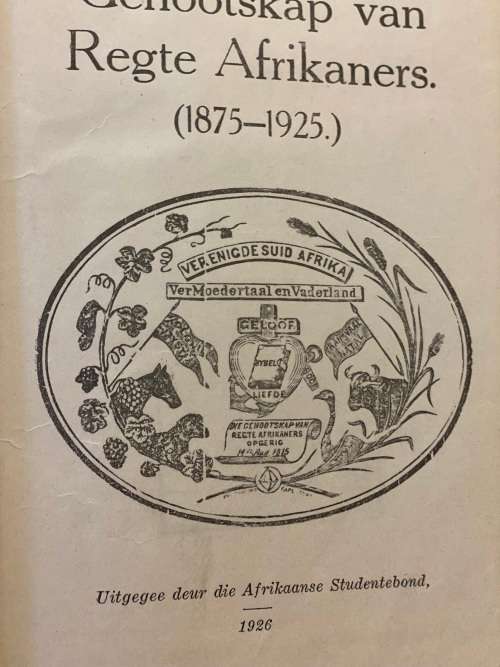 Genootskap van
Regte Afrikaners.
(1875—1925.)
VERENIGDE SUID AFRIKA
Ver Moedertaal en Vaderland
GELOOF
BYBEL
LIEFDE
DIE GENOOTSKAP VAN
REGTE AFRIKANERS
OPGERIG
14de Aug 1875
Uitgegee deur die Afrikaanse Studentebond,
1926